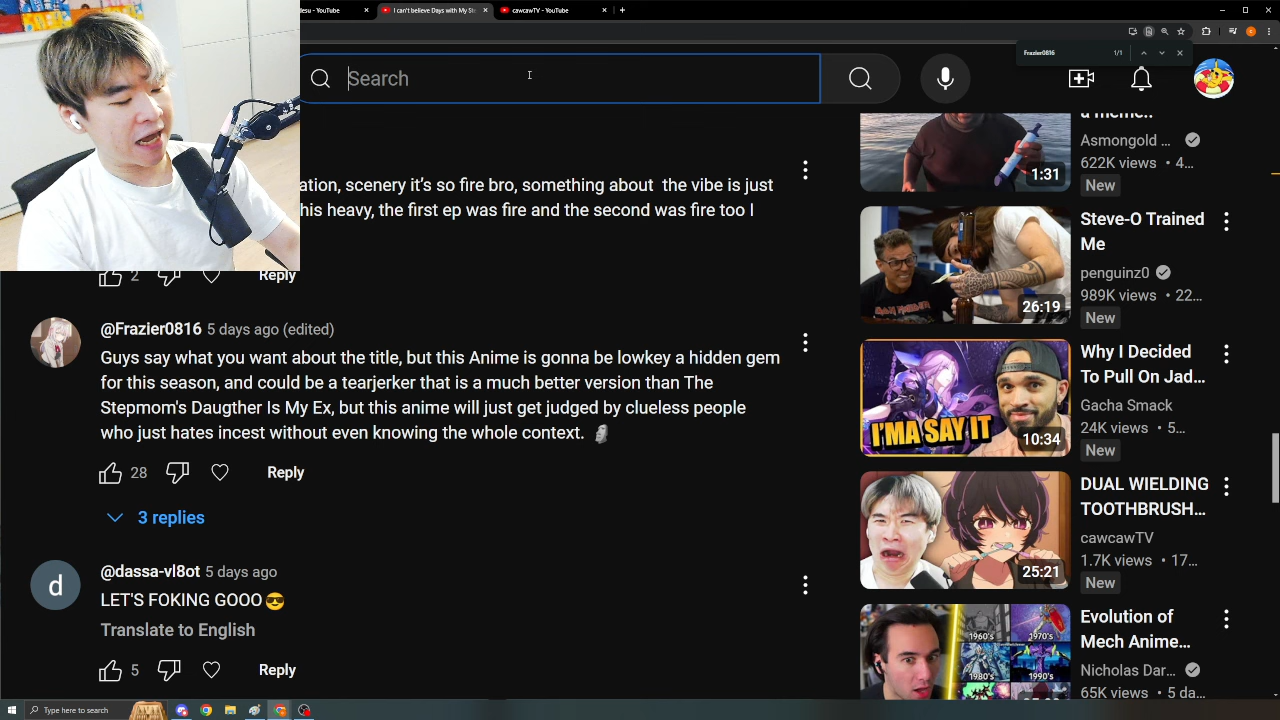 desu - YouTube
I can't believe Days with My St
cawcawTV - YouTube
Frazier0816
1/1
Search
ation, scenery it's so fire bro, something about the vibe is just
his heavy, the first ep was fire and the second was fire too I
2
Reply
@Frazier0816 5 days ago (edited)
Guys say what you want about the title, but this Anime is gonna be lowkey a hidden gem
for this season, and could be a tearjerker that is a much better version than The
Stepmom's Daugther Is My Ex, but this anime will just get judged by clueless people
who just hates incest without even knowing the whole context. 🗿
28
Reply
3 replies
d
@dassa-vl8ot 5 days ago
LET'S FOKING GOOO😎
Translate to English
5
Reply
a meme..
Asmongold ...
622K views • 4...
New
1:31
Steve-O Trained
Me
penguinz0
989K views • 22...
New
26:19
Why I Decided
To Pull On Jad...
Gacha Smack
24K views • 5...
New
I'MA SAY IT
10:34
DUAL WIELDING
TOOTHBRUSH...
cawcawTV
1.7K views • 17...
New
25:21
Evolution of
Mech Anime...
Nicholas Dar...
65K views • 5 da...
1960's
1970's
1980's
1990's
Type here to search